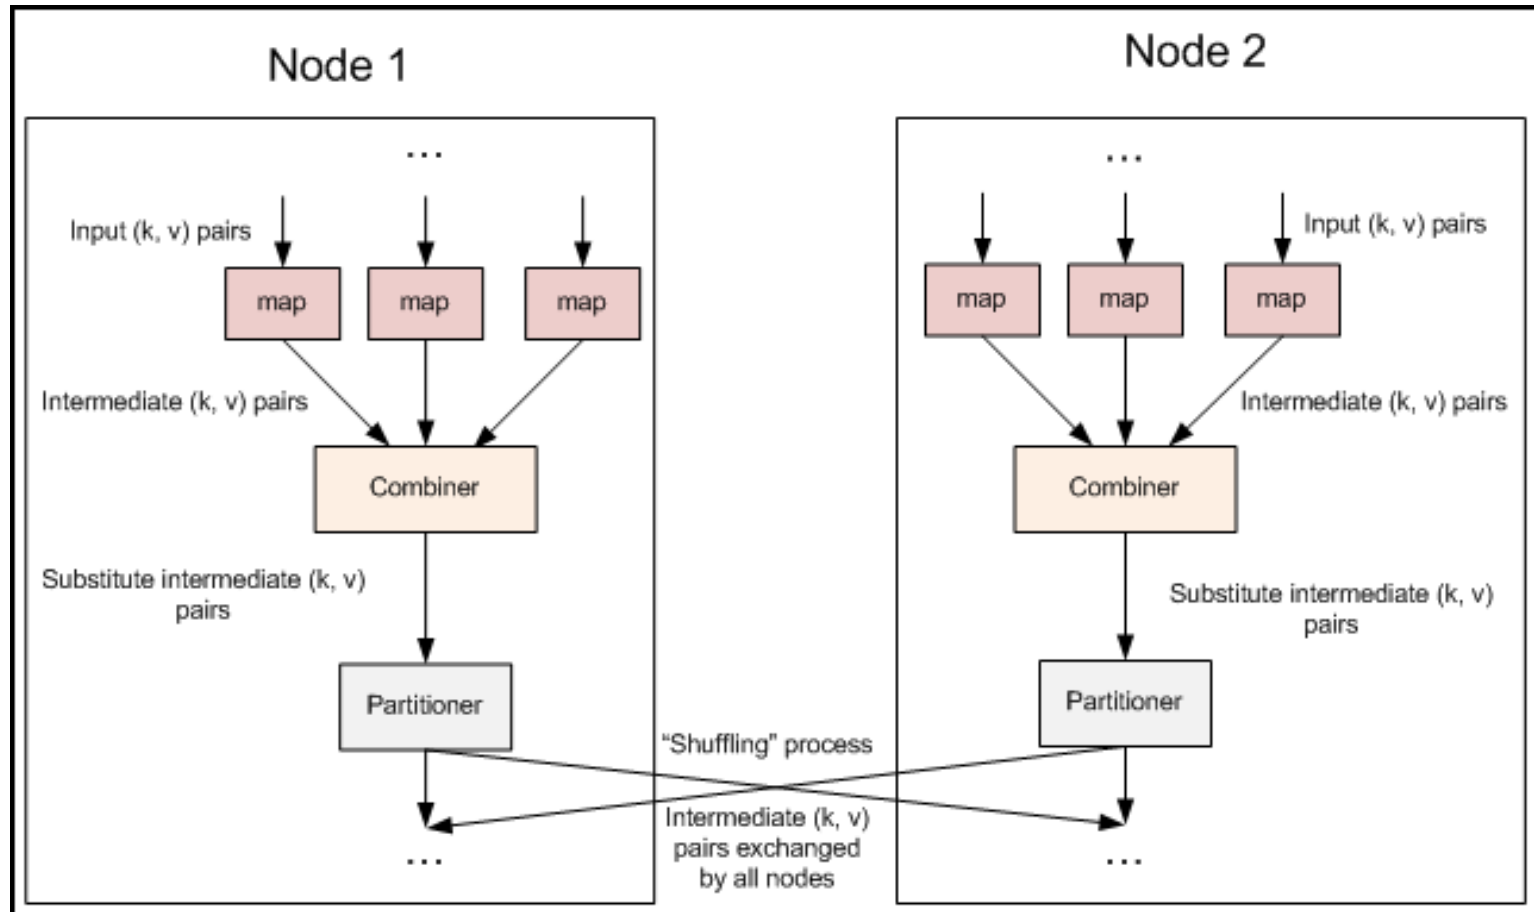 Node 1
Node 2
...
...
Input (k, v) pairs
Input (k, v) pairs
map
map
map
map
map
map
Intermediate (k, v) pairs
Intermediate (k, v) pairs
Combiner
Combiner
Substitute intermediate (k, v)
pairs
Substitute intermediate (k, v)
pairs
Partitioner
Partitioner
“Shuffling” process
Intermediate (k, v)
pairs exchanged
by all nodes
...
...